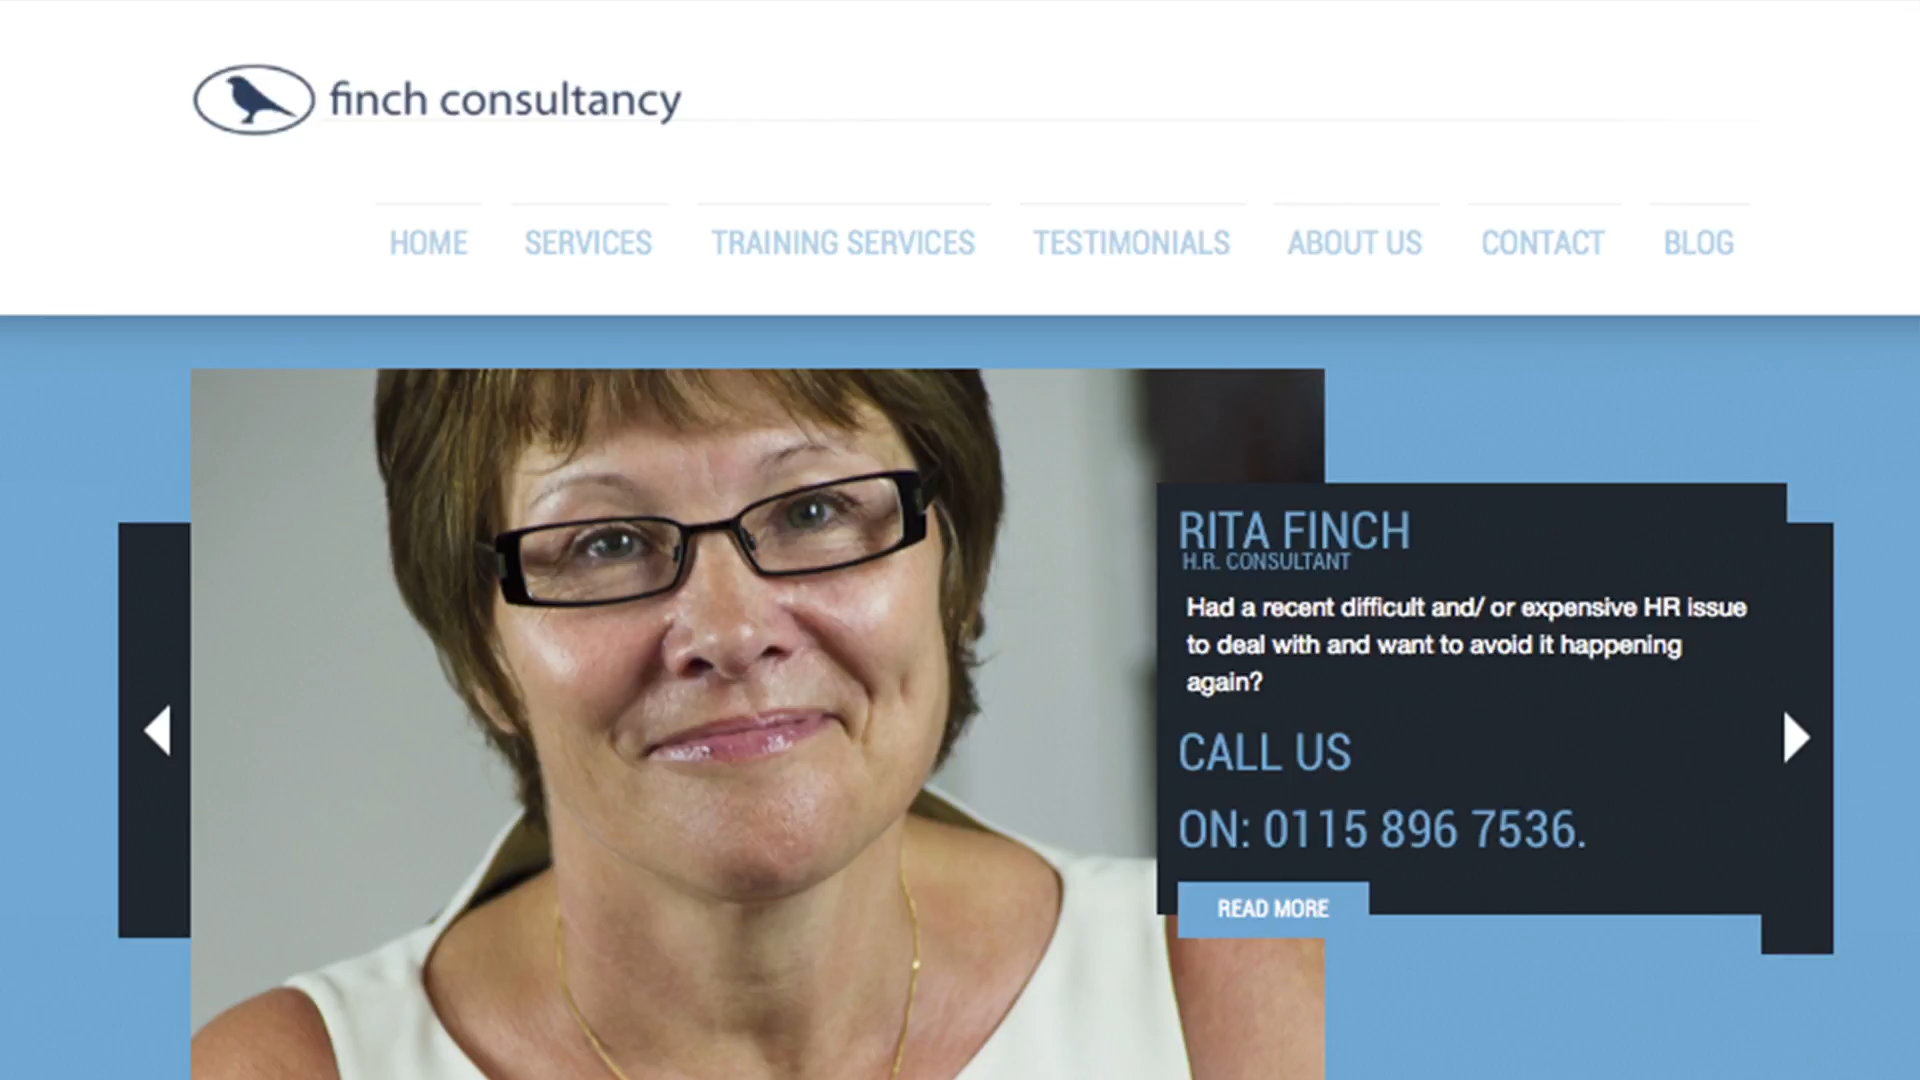 finch consultancy
HOME SERVICES TRAINING SERVICES TESTIMONIALS ABOUT US CONTACT BLOG
RITA FINCH
H.R. CONSULTANT
Had a recent difficult and/ or expensive HR issue
to deal with and want to avoid it happening
again?
CALL US
ON: 0115 896 7536.
READ MORE